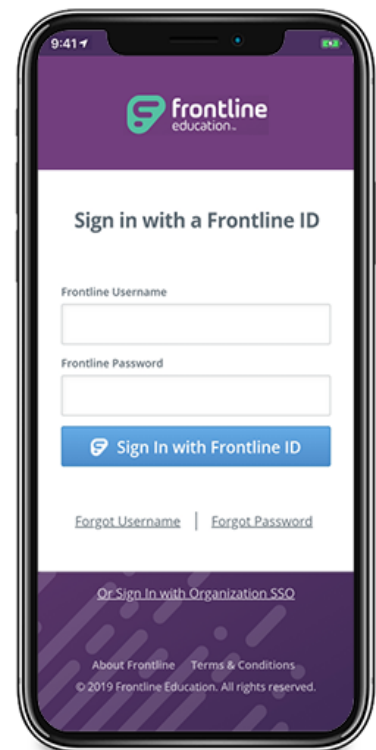 9:41
frontline
education™
Sign in with a Frontline ID
Frontline Username
Frontline Password
Sign In with Frontline ID
Forgot Username | Forgot Password
Or Sign In with Organization SSO
About Frontline Terms & Conditions
© 2019 Frontline Education. All rights reserved.